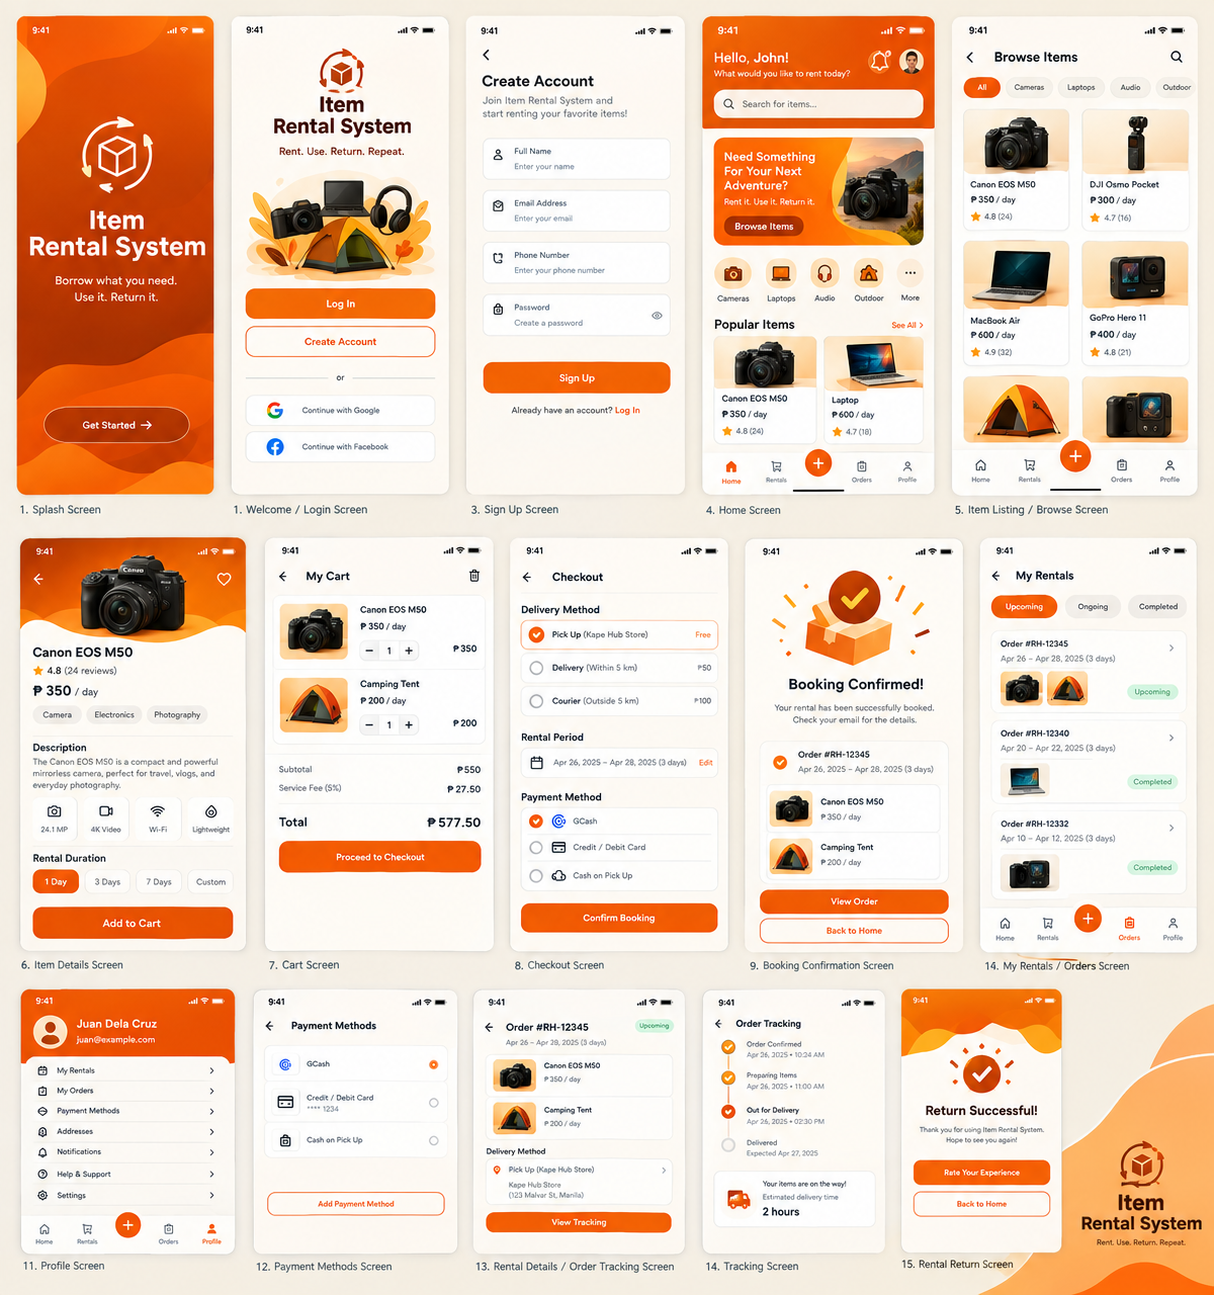 9:41
Item
Rental System
Borrow what you need.
Use it. Return it.
Get Started →
1. Splash Screen
9:41
Item
Rental System
Rent. Use. Return. Repeat.
Log In
Create Account
or
Continue with Google
Continue with Facebook
1. Welcome / Login Screen
9:41
Create Account
Join Item Rental System and
start renting your favorite items!
Full Name
Enter your name
Email Address
Enter your email
Phone Number
Enter your phone number
Password
Create a password
Sign Up
Already have an account? Log In
3. Sign Up Screen
9:41
Hello, John!
What would you like to rent today?
Search for items...
Need Something
For Your Next
Adventure?
Rent it. Use it. Return it.
Browse Items
Cameras
Laptops
Audio
Outdoor
More
Popular Items
See All >
Canon EOS M50
₱350 / day
4.8 (24)
Laptop
₱600 / day
4.7 (18)
Home
Rentals
Orders
Profile
4. Home Screen
9:41
Browse Items
All
Cameras
Laptops
Audio
Outdoor
Canon EOS M50
₱350 / day
4.8 (24)
DJI Osmo Pocket
₱300 / day
4.7 (16)
MacBook Air
₱600 / day
4.9 (32)
GoPro Hero 11
₱400 / day
4.8 (21)
Home
Rentals
Orders
Profile
5. Item Listing / Browse Screen
9:41
Canon
Canon EOS M50
4.8 (24 reviews)
₱ 350 / day
Camera
Electronics
Photography
Description
The Canon EOS M50 is a compact and powerful
mirrorless camera, perfect for travel, vlogs, and
everyday photography.
24.1 MP
4K Video
Wi-Fi
Lightweight
Rental Duration
1 Day
3 Days
7 Days
Custom
Add to Cart
6. Item Details Screen
9:41
My Cart
Canon EOS M50
₱ 350 / day
− 1 +
₱350
Camping Tent
₱ 200 / day
− 1 +
₱ 200
Subtotal
₱550
Service Fee (5%)
₱ 27.50
Total
₱ 577.50
Proceed to Checkout
7. Cart Screen
9:41
Checkout
Delivery Method
Pick Up (Kape Hub Store)
Free
Delivery (Within 5 km)
₱50
Courier (Outside 5 km)
₱100
Rental Period
Apr 26, 2025 – Apr 28, 2025 (3 days)
Edit
Payment Method
GCash
Credit / Debit Card
Cash on Pick Up
Confirm Booking
8. Checkout Screen
9:41
Booking Confirmed!
Your rental has been successfully booked.
Check your email for the details.
Order #RH-12345
Apr 26, 2025 – Apr 28, 2025 (3 days)
Canon EOS M50
₱ 350 / day
Camping Tent
₱ 200 / day
View Order
Back to Home
9. Booking Confirmation Screen
9:41
My Rentals
Upcoming
Ongoing
Completed
Order #RH-12345
Apr 26 – Apr 28, 2025 (3 days)
Upcoming
Order #RH-12340
Apr 20 – Apr 22, 2025 (3 days)
Completed
Order #RH-12332
Apr 10 – Apr 12, 2025 (3 days)
Completed
Home
Rentals
Orders
Profile
14. My Rentals / Orders Screen
9:41
Juan Dela Cruz
juan@example.com
My Rentals
My Orders
Payment Methods
Addresses
Notifications
Help & Support
Settings
Home
Rentals
Orders
Profile
11. Profile Screen
9:41
Payment Methods
GCash
Credit / Debit Card
**** 1234
Cash on Pick Up
Add Payment Method
12. Payment Methods Screen
9:41
Order #RH-12345
Upcoming
Apr 26 – Apr 28, 2025 (3 days)
Canon EOS M50
₱350 / day
Camping Tent
₱200 / day
Delivery Method
Pick Up (Kape Hub Store)
Kape Hub Store
(123 Malvar St, Manila)
View Tracking
13. Rental Details / Order Tracking Screen
9:41
Order Tracking
Order Confirmed
Apr 26, 2025 • 10:24 AM
Preparing Items
Apr 26, 2025 • 11:00 AM
Out for Delivery
Apr 26, 2025 • 02:30 PM
Delivered
Expected Apr 27, 2025
Your items are on the way!
Estimated delivery time
2 hours
14. Tracking Screen
9:41
Return Successful!
Thank you for using Item Rental System.
Hope to see you again!
Rate Your Experience
Back to Home
15. Rental Return Screen
Item
Rental System
Rent. Use. Return. Repeat.